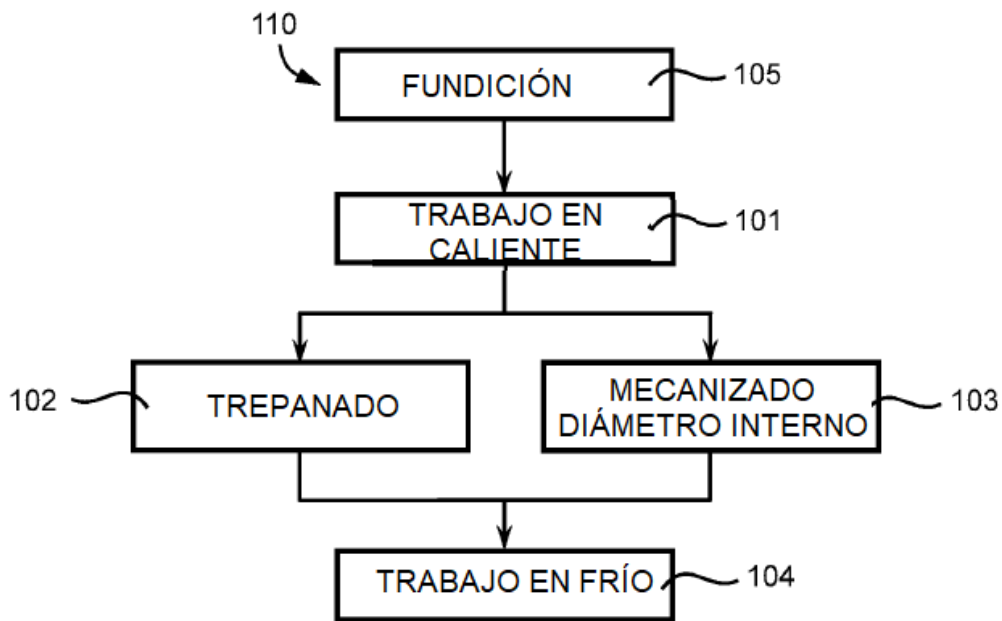 110
FUNDICIÓN
105
TRABAJO EN
CALIENTE
101
102
TREPANADO
MECANIZADO
DIÁMETRO INTERNO
103
TRABAJO EN FRÍO
104